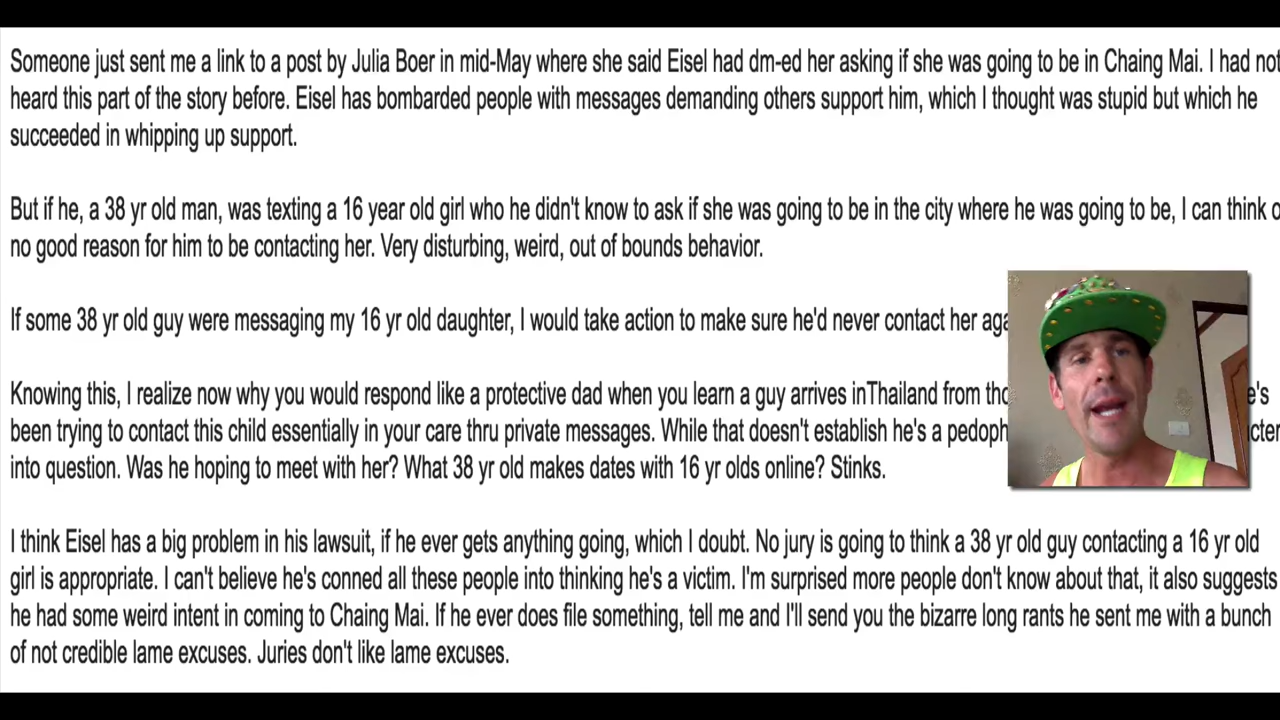 Someone just sent me a link to a post by Julia Boer in mid-May where she said Eisel had dm-ed her asking if she was going to be in Chaing Mai. I had not
heard this part of the story before. Eisel has bombarded people with messages demanding others support him, which I thought was stupid but which he
succeeded in whipping up support.
But if he, a 38 yr old man, was texting a 16 year old girl who he didn't know to ask if she was going to be in the city where he was going to be, I can think
no good reason for him to be contacting her. Very disturbing, weird, out of bounds behavior.
If some 38 yr old guy were messaging my 16 yr old daughter, I would take action to make sure he'd never contact her
Knowing this, I realize now why you would respond like a protective dad when you learn a guy arrives inThailand from
been trying to contact this child essentially in your care thru private messages. While that doesn't establish he's a
into question. Was he hoping to meet with her? What 38 yr old makes dates with 16 yr olds online? Stinks.
I think Eisel has a big problem in his lawsuit, if he ever gets anything going, which I doubt. No jury is going to think a 38 yr old guy contacting a 16 yr old
girl is appropriate. I can't believe he's conned all these people into thinking he's a victim. I'm surprised more people don't know about that, it also suggests
he had some weird intent in coming to Chaing Mai. If he ever does file something, tell me and I'll send you the bizarre long rants he sent me with a bunch
of not credible lame excuses. Juries don't like lame excuses.